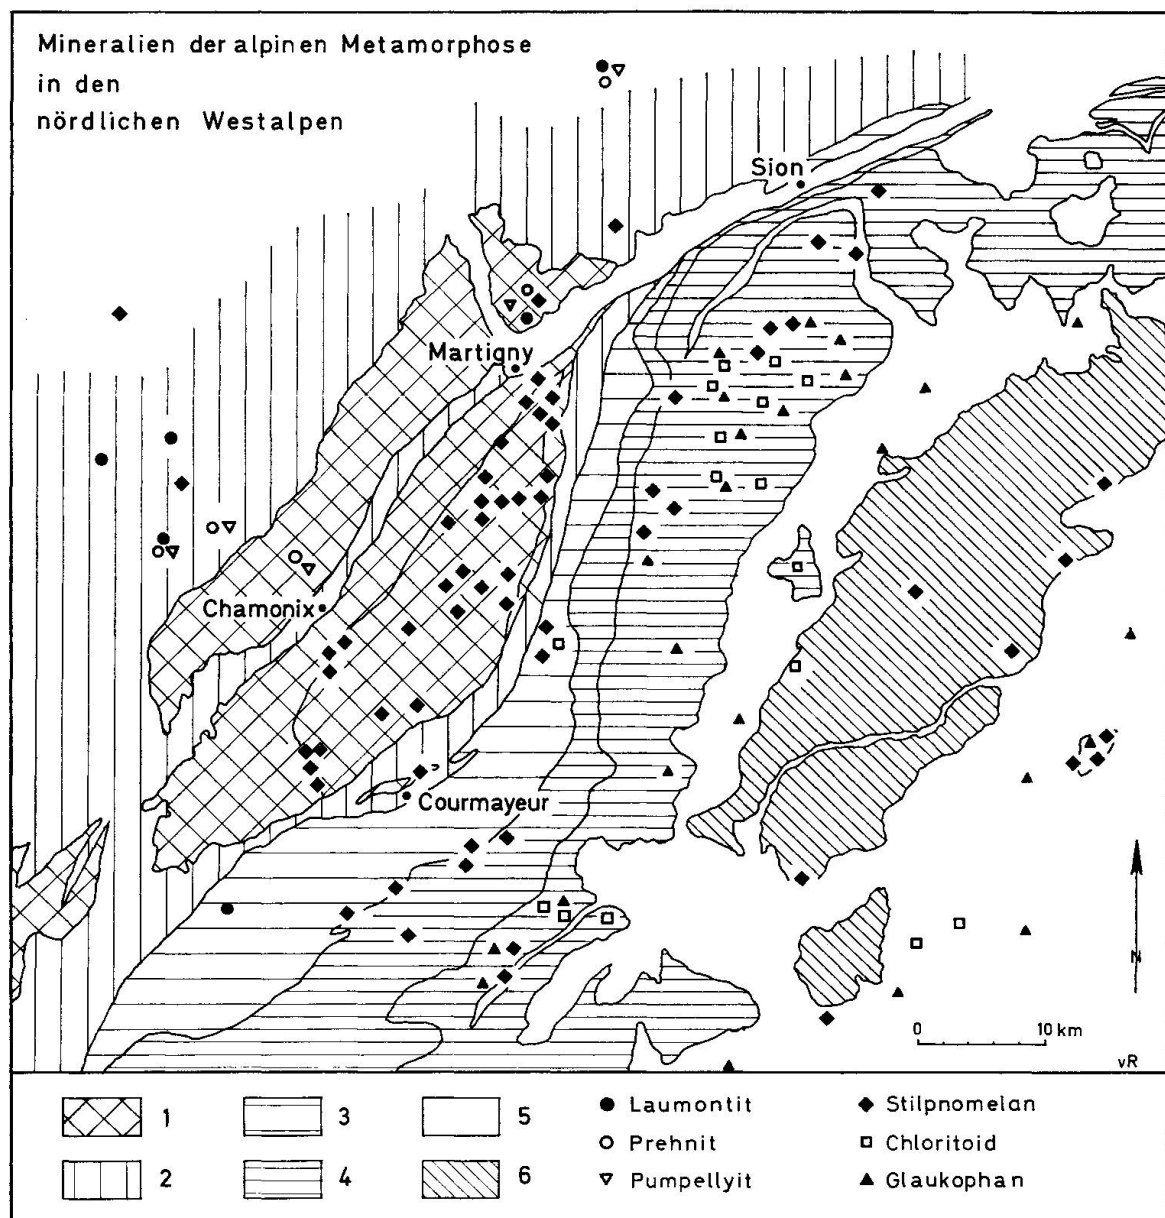 Mineralien der alpinen Metamorphose
in den
nördlichen Westalpen
Sion
Martigny
Chamonix
Courmayeur
N
0 10 km
vR
1 3 5 Laumontit Stilpnomelan
Prehnit Chloritoid
2 4 6 Pumpellyit Glaukophan